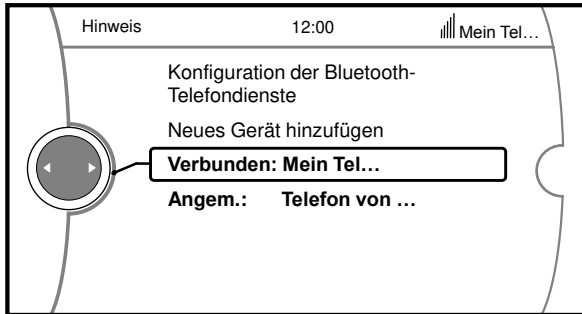 Hinweis 12:00 Mein Tel…
Konfiguration der Bluetooth-
Telefondienste
Neues Gerät hinzufügen
Verbunden: Mein Tel…
Angem.: Telefon von …